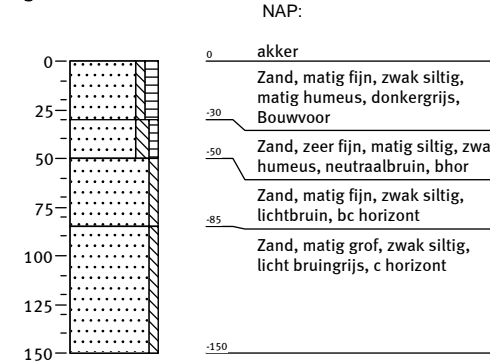 NAP:
0
0
akker
Zand, matig fijn, zwak siltig,
matig humeus, donkergrijs,
Bouwvoor
25
-30
Zand, zeer fijn, matig siltig,
humeus, neutraalbruin, bhor
50
-50
Zand, matig fijn, zwak siltig,
lichtbruin, bc horizont
75
-85
Zand, matig grof, zwak siltig,
licht bruingrijs, c horizont
100
125
150
-150